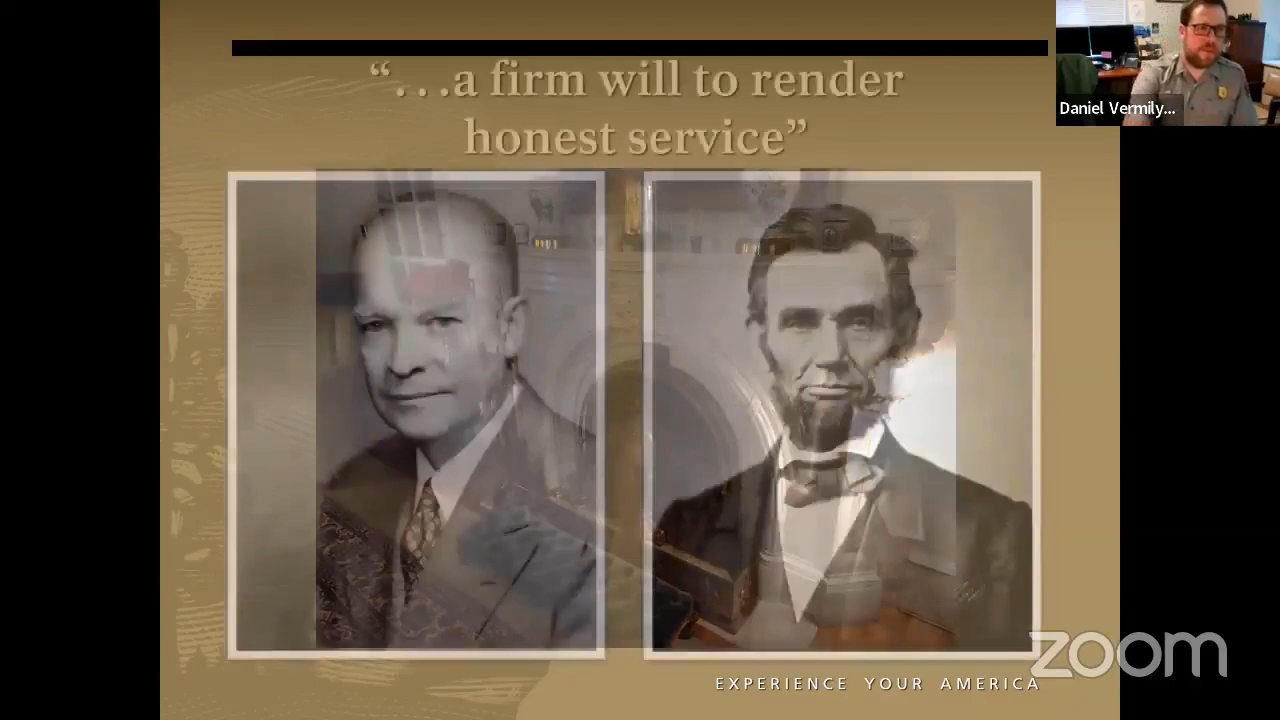 “. . .a firm will to render
honest service”
Daniel Vermily...
zoom
EXPERIENCE YOUR AMERICA